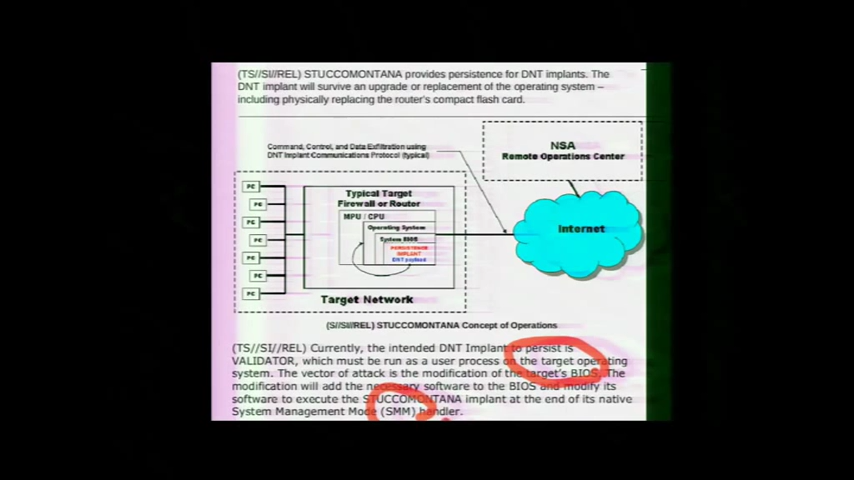 (TS//SI//REL) STUCCOMONTANA provides persistence for DNT implants. The
DNT implant will survive an upgrade or replacement of the operating system –
including physically replacing the router's compact flash card.
Command, Control, and Data Exfiltration using
DNT Implant Communications Protocol (typical)
NSA
Remote Operations Center
Typical Target
Firewall or Router
MPU / CPU
Operating System
System BIOS
PERSISTENCE
IMPLANT
DNT payload
PC
PC
PC
PC
PC
PC
PC
Internet
Target Network
(S//SI//REL) STUCCOMONTANA Concept of Operations
(TS//SI//REL) Currently, the intended DNT Implant to persist is
VALIDATOR, which must be run as a user process on the target operating
system. The vector of attack is the modification of the target's BIOS. The
modification will add the necessary software to the BIOS and modify its
software to execute the STUCCOMONTANA implant at the end of its native
System Management Mode (SMM) handler.